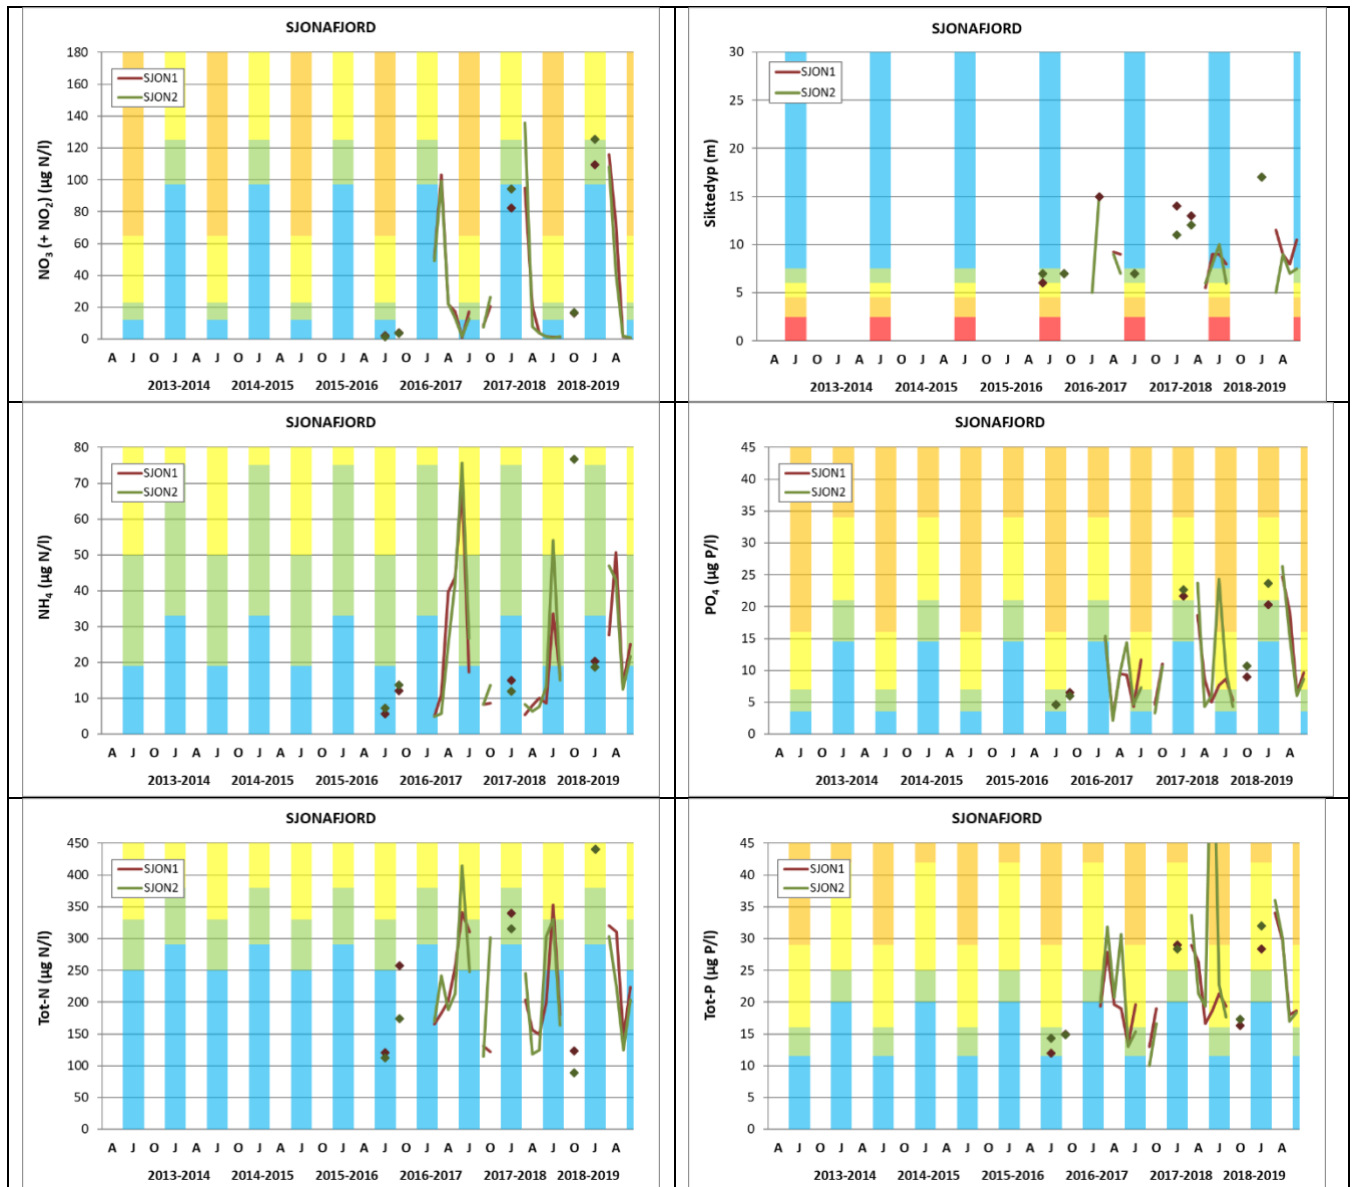 SJONAFJORD
NO3 (+ NO2) (µg N/l)
180
160
140
120
100
80
60
40
20
0
SJON1
SJON2
A J O J A J O J A J O J A J O J A J O J A J O J A
2013-2014 2014-2015 2015-2016 2016-2017 2017-2018 2018-2019
SJONAFJORD
Siktedyp (m)
30
25
20
15
10
5
0
SJON1
SJON2
A J O J A J O J A J O J A J O J A J O J A J O J A
2013-2014 2014-2015 2015-2016 2016-2017 2017-2018 2018-2019
SJONAFJORD
NH4 (µg N/l)
80
70
60
50
40
30
20
10
0
SJON1
SJON2
A J O J A J O J A J O J A J O J A J O J A J O J A
2013-2014 2014-2015 2015-2016 2016-2017 2017-2018 2018-2019
SJONAFJORD
PO4 (µg P/l)
45
40
35
30
25
20
15
10
5
0
SJON1
SJON2
A J O J A J O J A J O J A J O J A J O J A J O J A
2013-2014 2014-2015 2015-2016 2016-2017 2017-2018 2018-2019
SJONAFJORD
Tot-N (µg N/l)
450
400
350
300
250
200
150
100
50
0
SJON1
SJON2
A J O J A J O J A J O J A J O J A J O J A J O J A
2013-2014 2014-2015 2015-2016 2016-2017 2017-2018 2018-2019
SJONAFJORD
Tot-P (µg P/l)
45
40
35
30
25
20
15
10
5
0
SJON1
SJON2
A J O J A J O J A J O J A J O J A J O J A J O J A
2013-2014 2014-2015 2015-2016 2016-2017 2017-2018 2018-2019